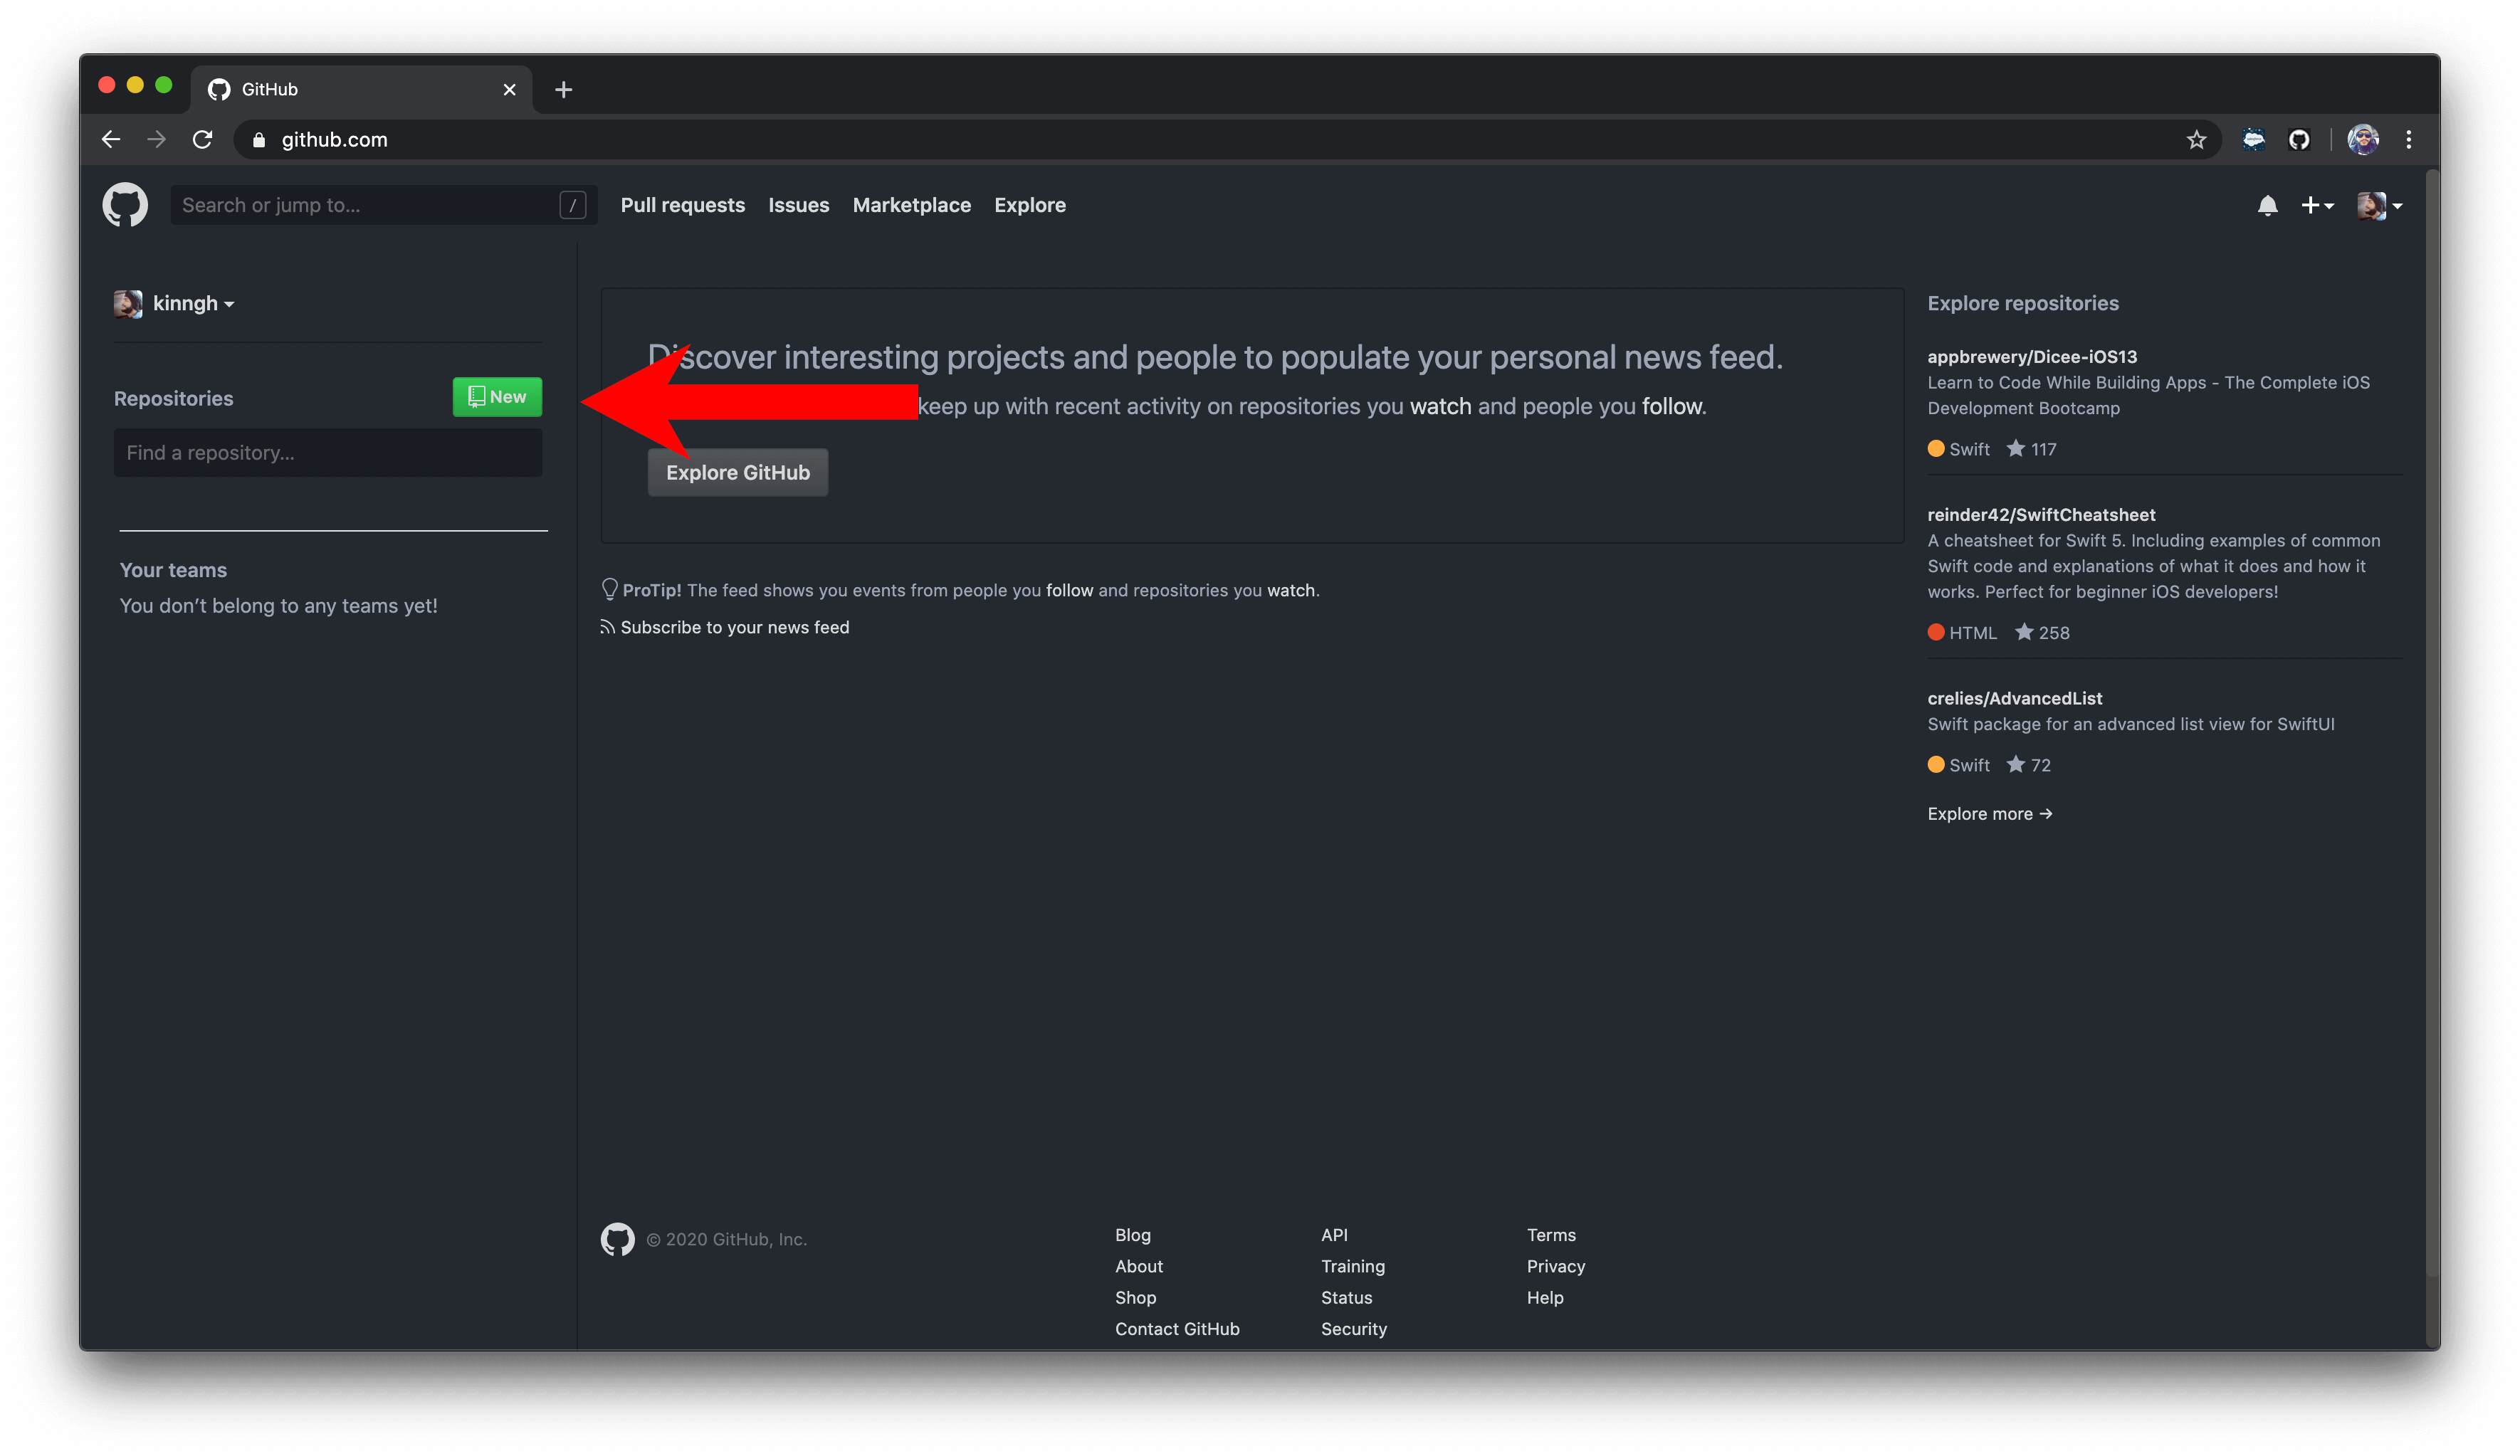 GitHub
github.com
Search or jump to...
/
Pull requests
Issues
Marketplace
Explore
kinngh
Repositories
New
Find a repository...
Your teams
You don’t belong to any teams yet!
Discover interesting projects and people to populate your personal news feed.
keep up with recent activity on repositories you watch and people you follow.
Explore GitHub
ProTip! The feed shows you events from people you follow and repositories you watch.
Subscribe to your news feed
Explore repositories
appbrewery/Dicee-iOS13
Learn to Code While Building Apps - The Complete iOS
Development Bootcamp
Swift 117
reinder42/SwiftCheatsheet
A cheatsheet for Swift 5. Including examples of common
Swift code and explanations of what it does and how it
works. Perfect for beginner iOS developers!
HTML 258
crelies/AdvancedList
Swift package for an advanced list view for SwiftUI
Swift 72
Explore more →
© 2020 GitHub, Inc.
Blog
About
Shop
Contact GitHub
API
Training
Status
Security
Terms
Privacy
Help